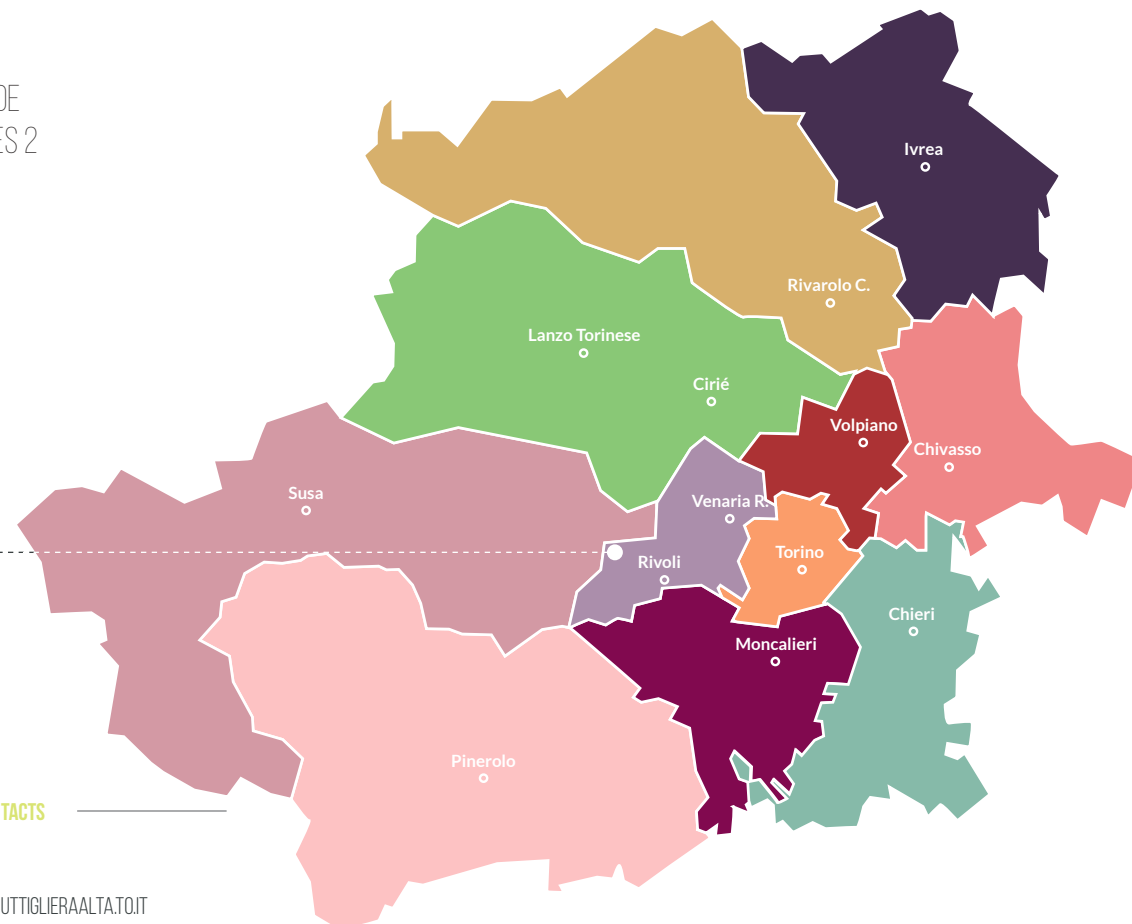 DE
ES 2
Ivrea
Rivarolo C.
Lanzo Torinese
Cirié
Volpiano
Chivasso
Susa
Venaria R.
Torino
Rivoli
Chieri
Moncalieri
Pinerolo
TACTS
UTTIGLIERAALTA.TO.IT